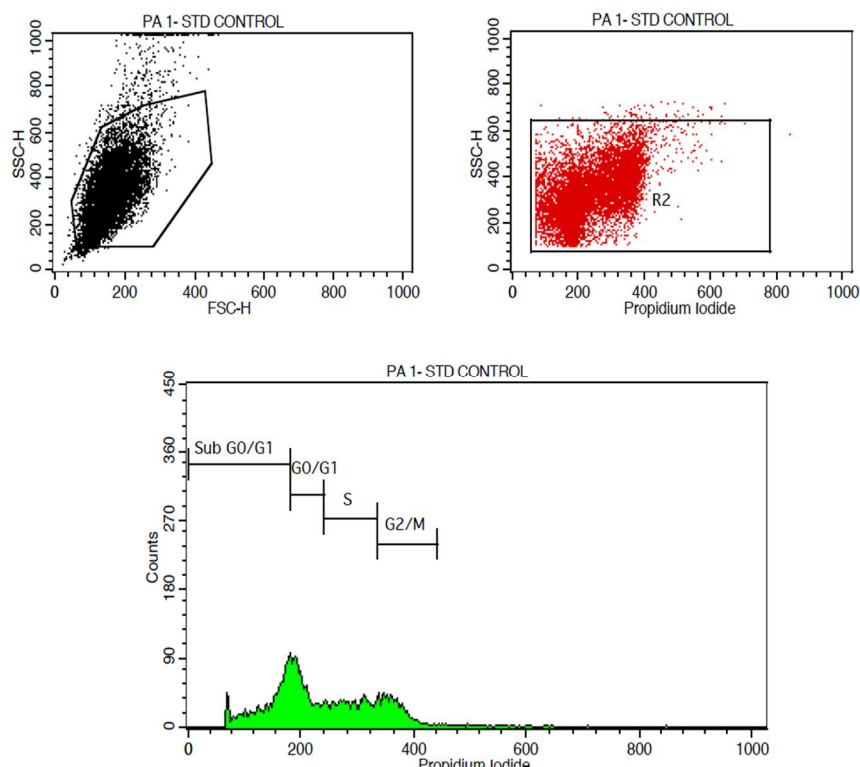 PA 1- STD CONTROL
SSC-H
1000
800
600
400
200
0
0 200 400 600 800 1000
FSC-H
PA 1- STD CONTROL
SSC-H
1000
800
600
400
200
0
R2
0 200 400 600 800 1000
Propidium Iodide
PA 1- STD CONTROL
Counts
450
360
270
180
90
0
Sub G0/G1
G0/G1
S
G2/M
0 200 400 600 800 1000
Propidium Iodide